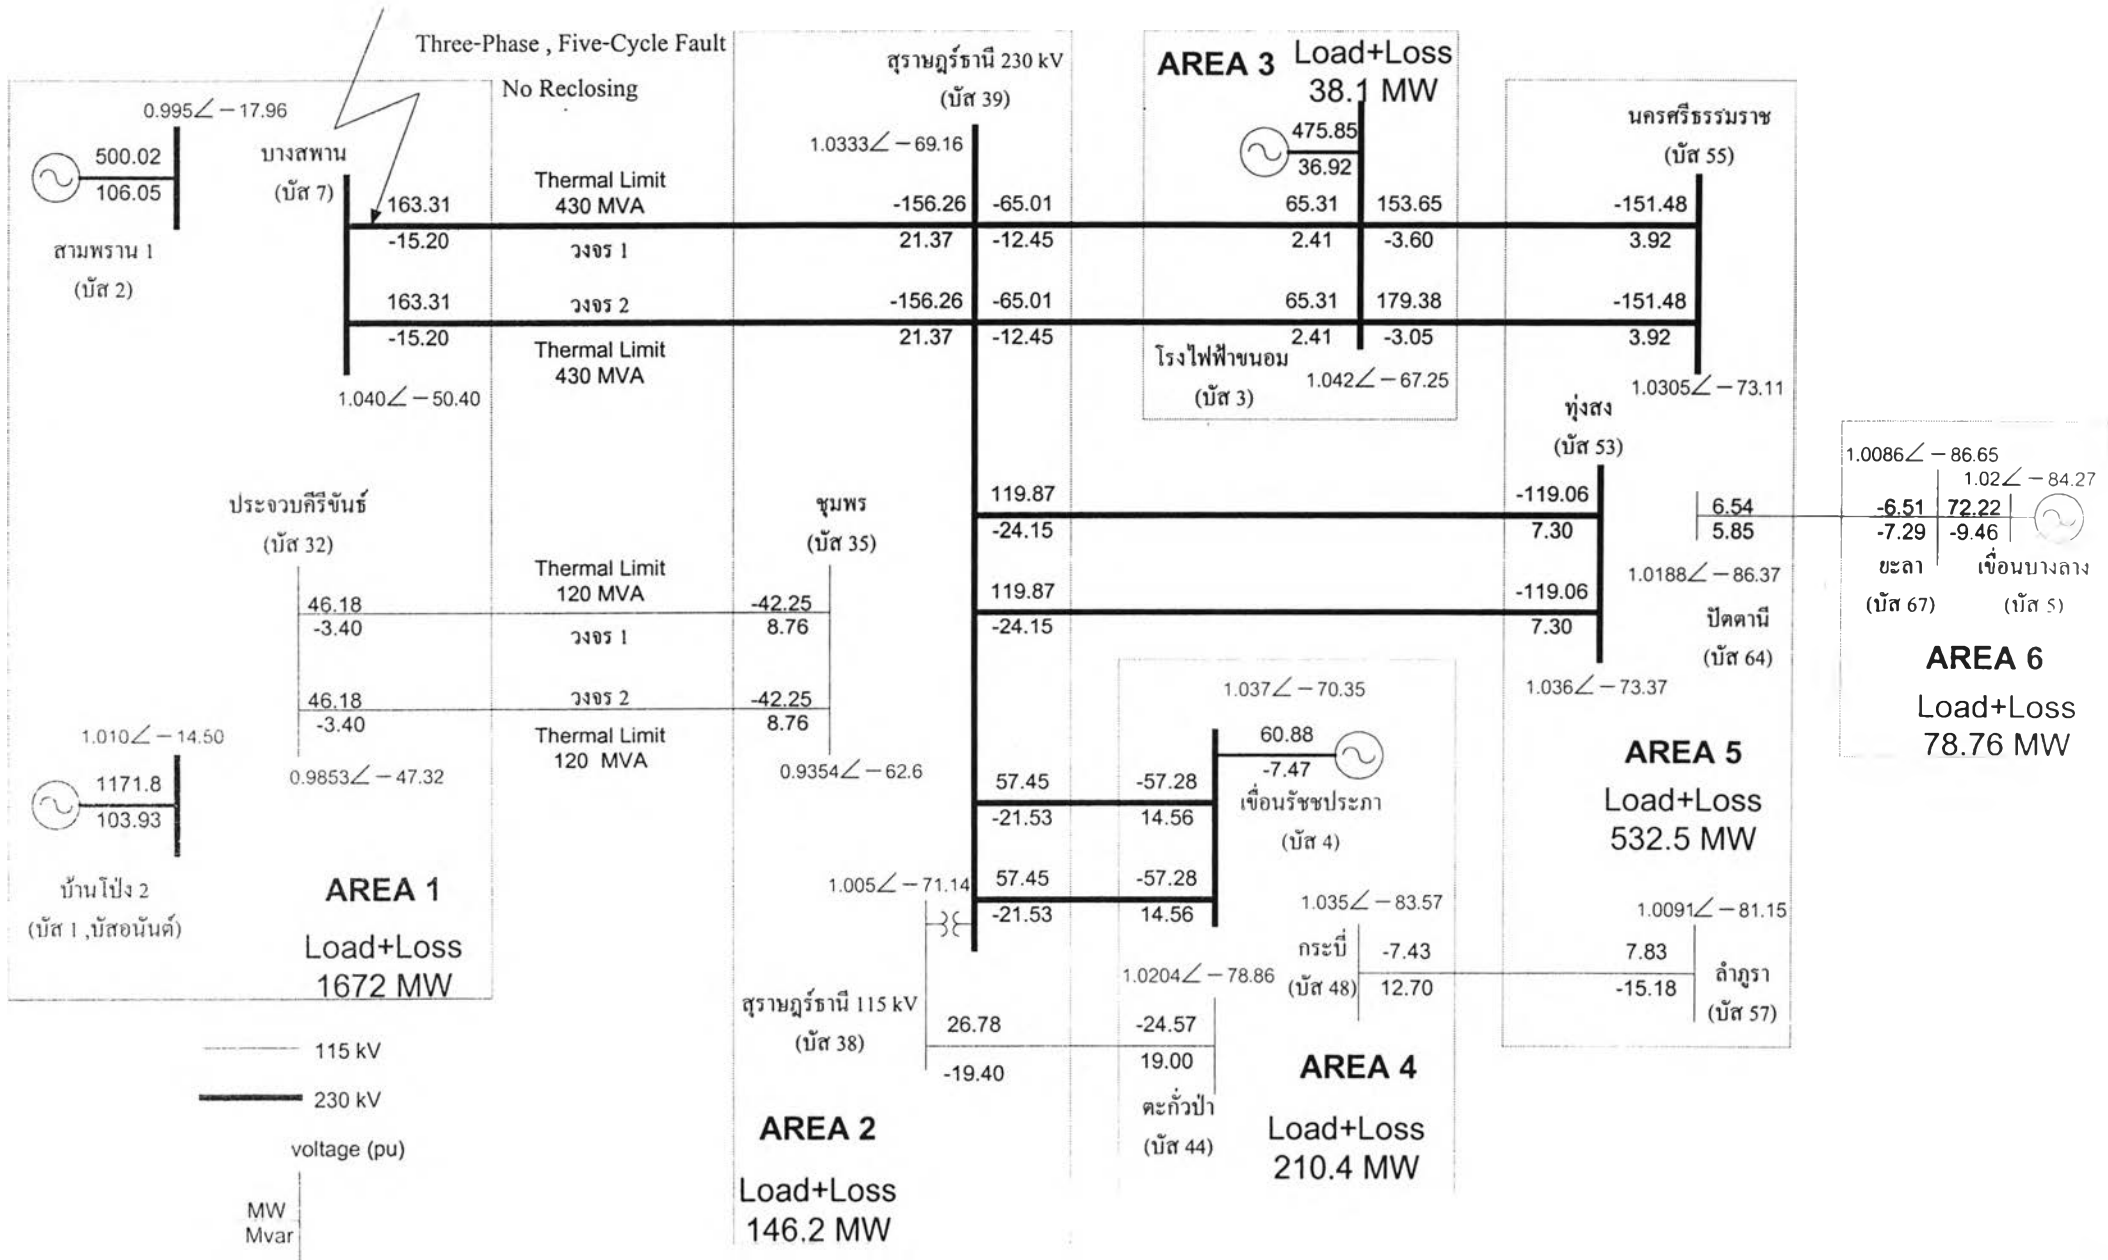 Three-Phase , Five-Cycle Fault
No Reclosing
0.995∠−17.96
500.02
106.05
สามพราน 1
(บัส 2)
บางสพาน
(บัส 7)
163.31
-15.20
163.31
-15.20
1.040∠−50.40
Thermal Limit
430 MVA
วงจร 1
วงจร 2
Thermal Limit
430 MVA
ประจวบคีรีขันธ์
(บัส 32)
46.18
-3.40
46.18
-3.40
0.9853∠−47.32
Thermal Limit
120 MVA
วงจร 1
วงจร 2
Thermal Limit
120 MVA
1.010∠−14.50
1171.8
103.93
บ้านโป่ง 2
(บัส 1 ,บัสอนันต์)
AREA 1
Load+Loss
1672 MW
115 kV
230 kV
voltage (pu)
MW
Mvar
สุราษฎร์ธานี 230 kV
(บัส 39)
1.0333∠−69.16
-156.26
21.37
-156.26
21.37
-65.01
-12.45
-65.01
-12.45
ชุมพร
(บัส 35)
-42.25
8.76
-42.25
8.76
0.9354∠−62.6
119.87
-24.15
119.87
-24.15
57.45
-21.53
57.45
-21.53
1.005∠−71.14
สุราษฎร์ธานี 115 kV
(บัส 38)
26.78
-19.40
AREA 2
Load+Loss
146.2 MW
AREA 3
Load+Loss
38.1 MW
475.85
36.92
65.31
2.41
153.65
-3.60
65.31
2.41
179.38
-3.05
โรงไฟฟ้าขนอม
(บัส 3)
1.042∠−67.25
1.037∠−70.35
60.88
-7.47
เขื่อนรัชชประภา
(บัส 4)
-57.28
14.56
-57.28
14.56
1.035∠−83.57
กระบี่
(บัส 48)
-7.43
12.70
1.0204∠−78.86
-24.57
19.00
ตะกั่วป่า
(บัส 44)
AREA 4
Load+Loss
210.4 MW
นครศรีธรรมราช
(บัส 55)
-151.48
3.92
-151.48
3.92
1.0305∠−73.11
ทุ่งสง
(บัส 53)
-119.06
7.30
-119.06
7.30
1.036∠−73.37
6.54
5.85
1.0188∠−86.37
ปัตตานี
(บัส 64)
AREA 5
Load+Loss
532.5 MW
1.0091∠−81.15
7.83
-15.18
ลำภูรา
(บัส 57)
1.0086∠−86.65
1.02∠−84.27
-6.51
-7.29
72.22
-9.46
ยะลา
(บัส 67)
เขื่อนบางลาง
(บัส 5)
AREA 6
Load+Loss
78.76 MW